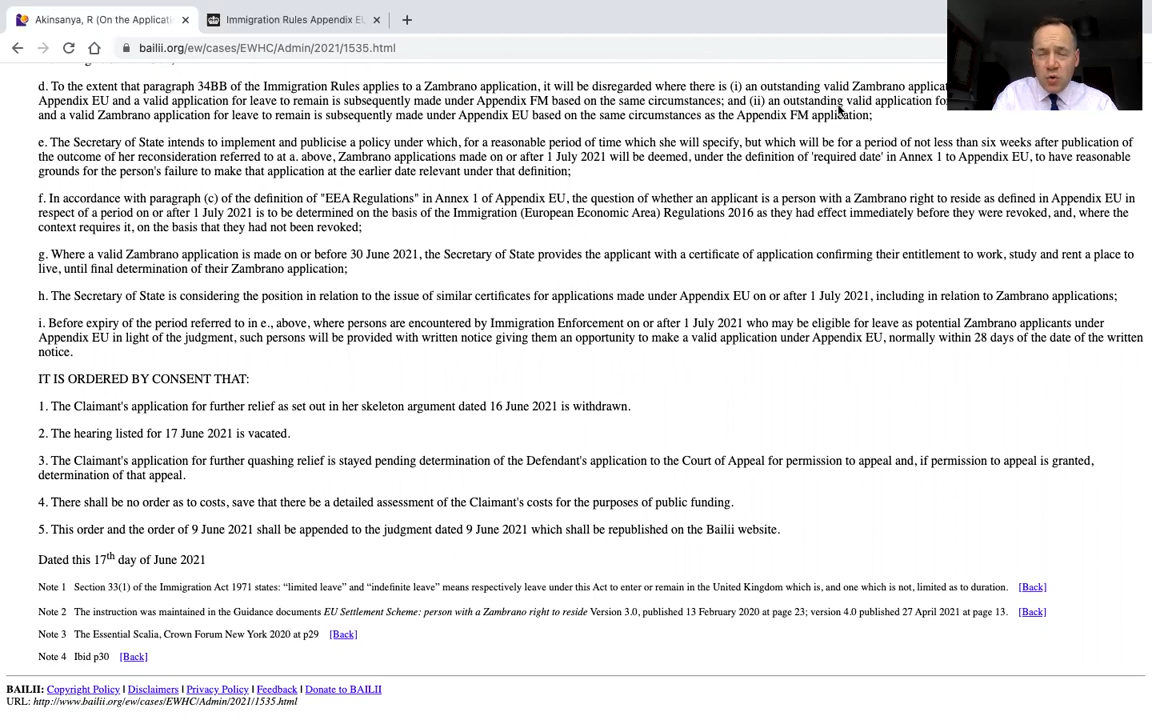 Akinsanya, R (On the Applicati
Immigration Rules Appendix EU
bailii.org/ew/cases/EWHC/Admin/2021/1535.html
d. To the extent that paragraph 34BB of the Immigration Rules applies to a Zambrano application, it will be disregarded where there is (i) an outstanding valid Zambrano
Appendix EU and a valid application for leave to remain is subsequently made under Appendix FM based on the same circumstances; and (ii) an outstanding valid application
and a valid Zambrano application for leave to remain is subsequently made under Appendix EU based on the same circumstances as the Appendix FM application;
e. The Secretary of State intends to implement and publicise a policy under which, for a reasonable period of time which she will specify, but which will be for a period of not less than six weeks after publication of
the outcome of her reconsideration referred to at a. above, Zambrano applications made on or after 1 July 2021 will be deemed, under the definition of 'required date' in Annex 1 to Appendix EU, to have reasonable
grounds for the person's failure to make that application at the earlier date relevant under that definition;
f. In accordance with paragraph (c) of the definition of "EEA Regulations" in Annex 1 of Appendix EU, the question of whether an applicant is a person with a Zambrano right to reside as defined in Appendix EU in
respect of a period on or after 1 July 2021 is to be determined on the basis of the Immigration (European Economic Area) Regulations 2016 as they had effect immediately before they were revoked, and, where the
context requires it, on the basis that they had not been revoked;
g. Where a valid Zambrano application is made on or before 30 June 2021, the Secretary of State provides the applicant with a certificate of application confirming their entitlement to work, study and rent a place to
live, until final determination of their Zambrano application;
h. The Secretary of State is considering the position in relation to the issue of similar certificates for applications made under Appendix EU on or after 1 July 2021, including in relation to Zambrano applications;
i. Before expiry of the period referred to in e., above, where persons are encountered by Immigration Enforcement on or after 1 July 2021 who may be eligible for leave as potential Zambrano applicants under
Appendix EU in light of the judgment, such persons will be provided with written notice giving them an opportunity to make a valid application under Appendix EU, normally within 28 days of the date of the written
notice.
IT IS ORDERED BY CONSENT THAT:
1. The Claimant's application for further relief as set out in her skeleton argument dated 16 June 2021 is withdrawn.
2. The hearing listed for 17 June 2021 is vacated.
3. The Claimant's application for further quashing relief is stayed pending determination of the Defendant's application to the Court of Appeal for permission to appeal and, if permission to appeal is granted,
determination of that appeal.
4. There shall be no order as to costs, save that there be a detailed assessment of the Claimant's costs for the purposes of public funding.
5. This order and the order of 9 June 2021 shall be appended to the judgment dated 9 June 2021 which shall be republished on the Bailii website.
Dated this 17th day of June 2021
Note 1 Section 33(1) of the Immigration Act 1971 states: “limited leave” and “indefinite leave” means respectively leave under this Act to enter or remain in the United Kingdom which is, and one which is not, limited as to duration. [Back]
Note 2 The instruction was maintained in the Guidance documents EU Settlement Scheme: person with a Zambrano right to reside Version 3.0, published 13 February 2020 at page 23; version 4.0 published 27 April 2021 at page 13. [Back]
Note 3 The Essential Scalia, Crown Forum New York 2020 at p29 [Back]
Note 4 Ibid p30 [Back]
BAILII: Copyright Policy | Disclaimers | Privacy Policy | Feedback | Donate to BAILII
URL: http://www.bailii.org/ew/cases/EWHC/Admin/2021/1535.html